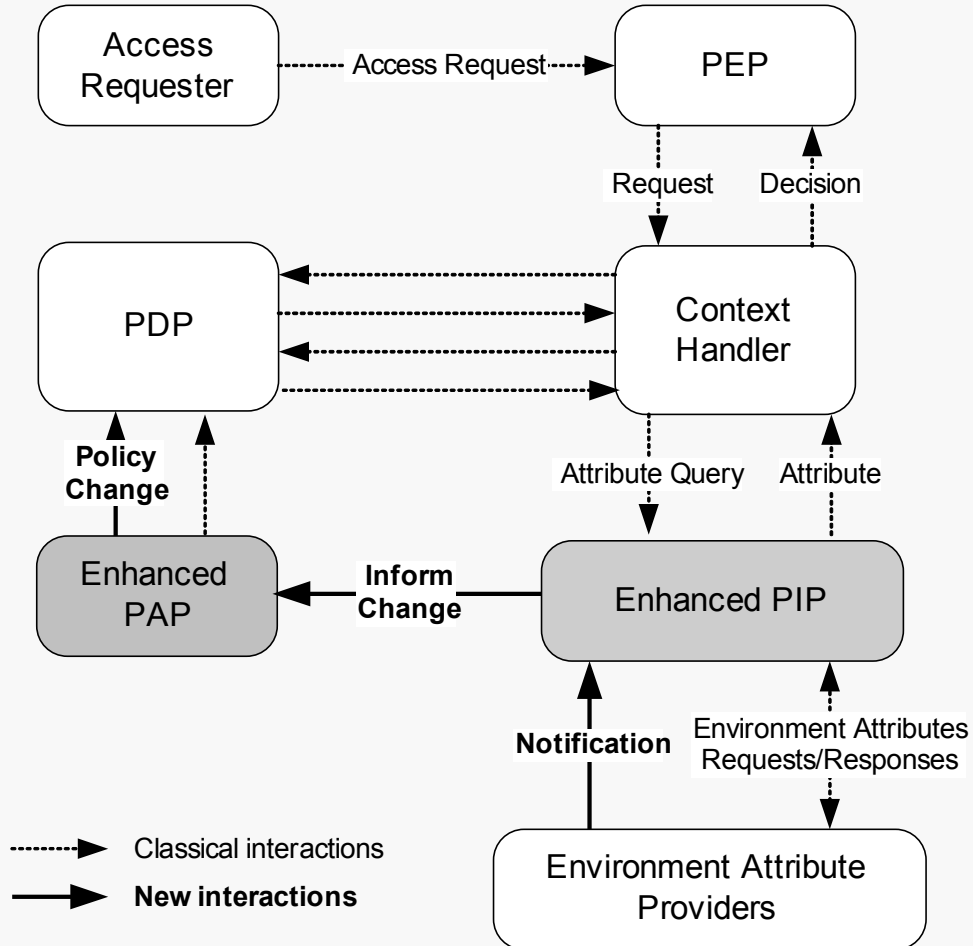 Access
Requester
Access Request
PEP
Request
Decision
PDP
Context
Handler
Policy
Change
Attribute Query
Attribute
Enhanced
PAP
Inform
Change
Enhanced PIP
Notification
Environment Attributes
Requests/Responses
Classical interactions
New interactions
Environment Attribute
Providers